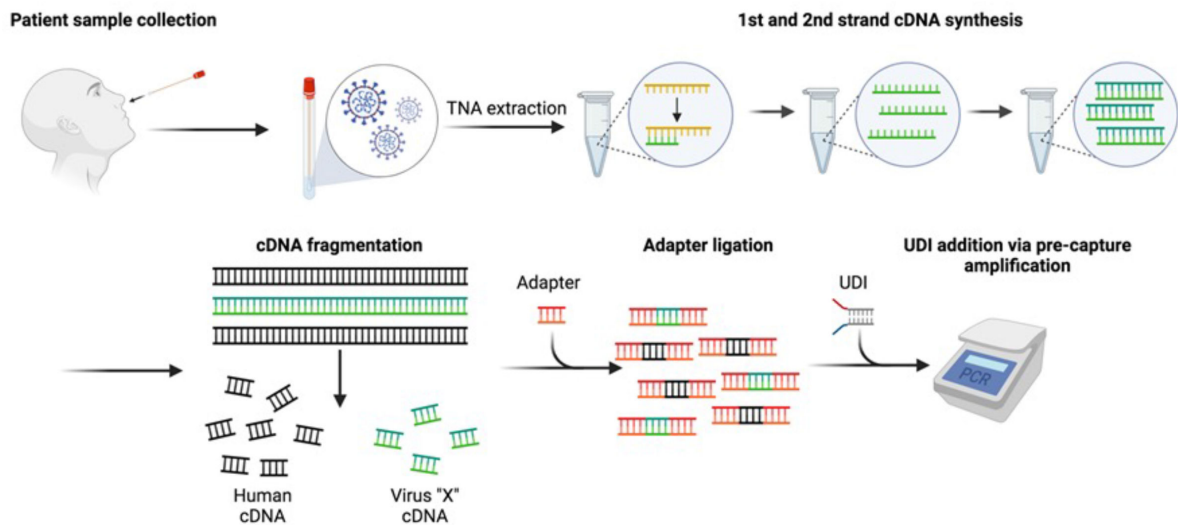 Patient sample collection
1st and 2nd strand cDNA synthesis
TNA extraction
cDNA fragmentation
Adapter ligation
UDI addition via pre-capture
amplification
Adapter
UDI
PCR
Human
cDNA
Virus "X"
cDNA